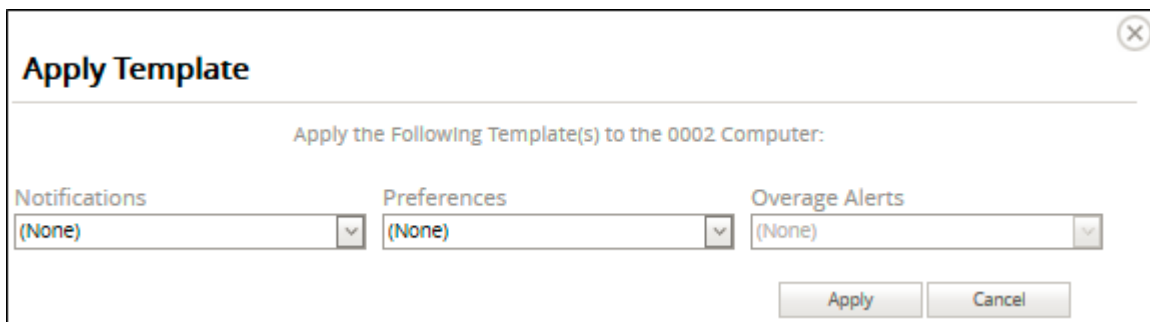 Apply Template
Apply the Following Template(s) to the 0002 Computer:
Notifications Preferences Overage Alerts
(None) (None) (None)
Apply Cancel